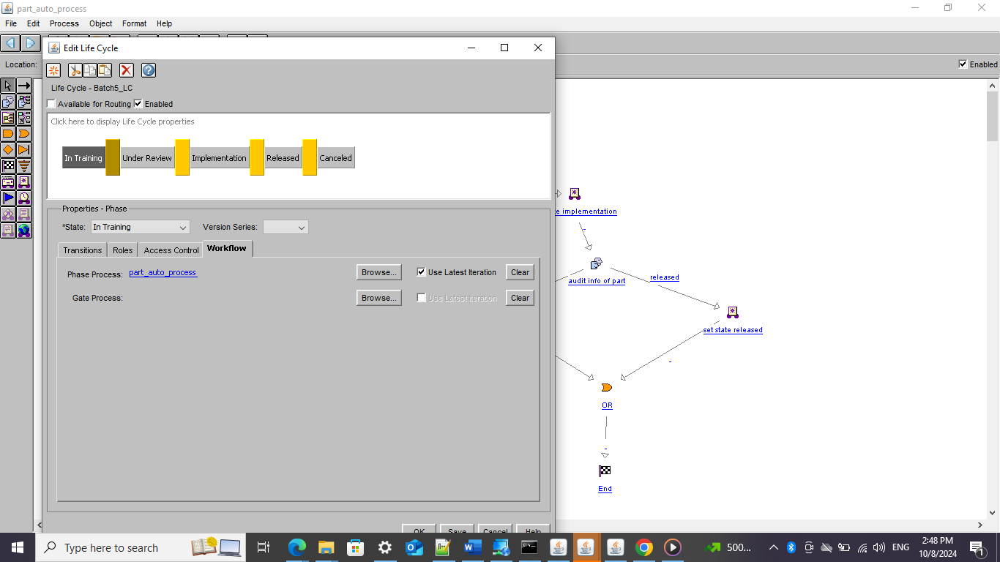 part_auto_process
File Edit Process Object Format Help
Edit Life Cycle
Location:
Enabled
Life Cycle - Batch5_LC
Available for Routing Enabled
Click here to display Life Cycle properties
In Training Under Review Implementation Released Canceled
Properties - Phase
*State: In Training Version Series:
Transitions Roles Access Control Workflow
Phase Process: part_auto_process Browse... Use Latest Iteration Clear
Gate Process: Browse... Use Latest Iteration Clear
OK Save Cancel Help
implementation
audit info of part
released
set state released
OR
End
Type here to search
500...
ENG
2:48 PM
10/8/2024
1